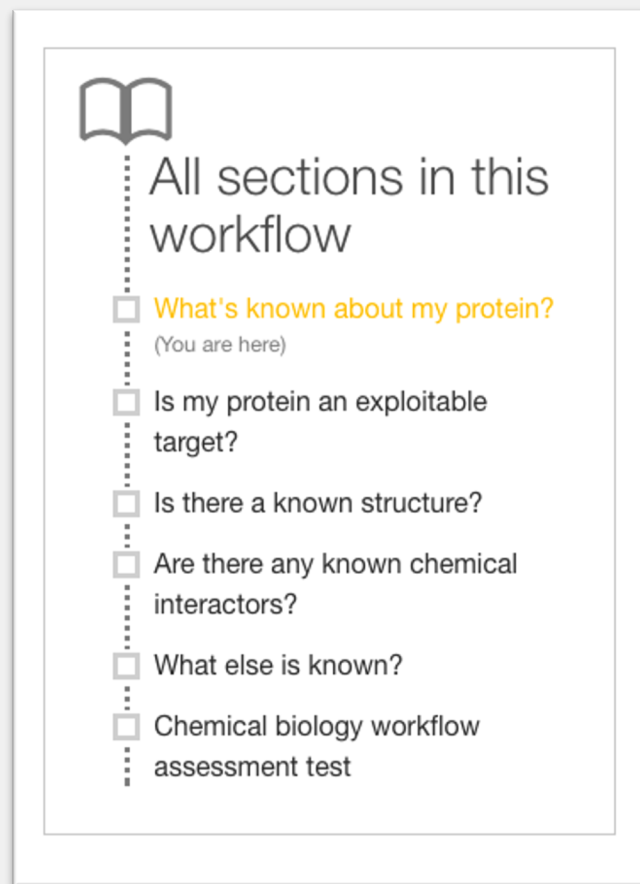 All sections in this
workflow
What's known about my protein?
(You are here)
Is my protein an exploitable
target?
Is there a known structure?
Are there any known chemical
interactors?
What else is known?
Chemical biology workflow
assessment test